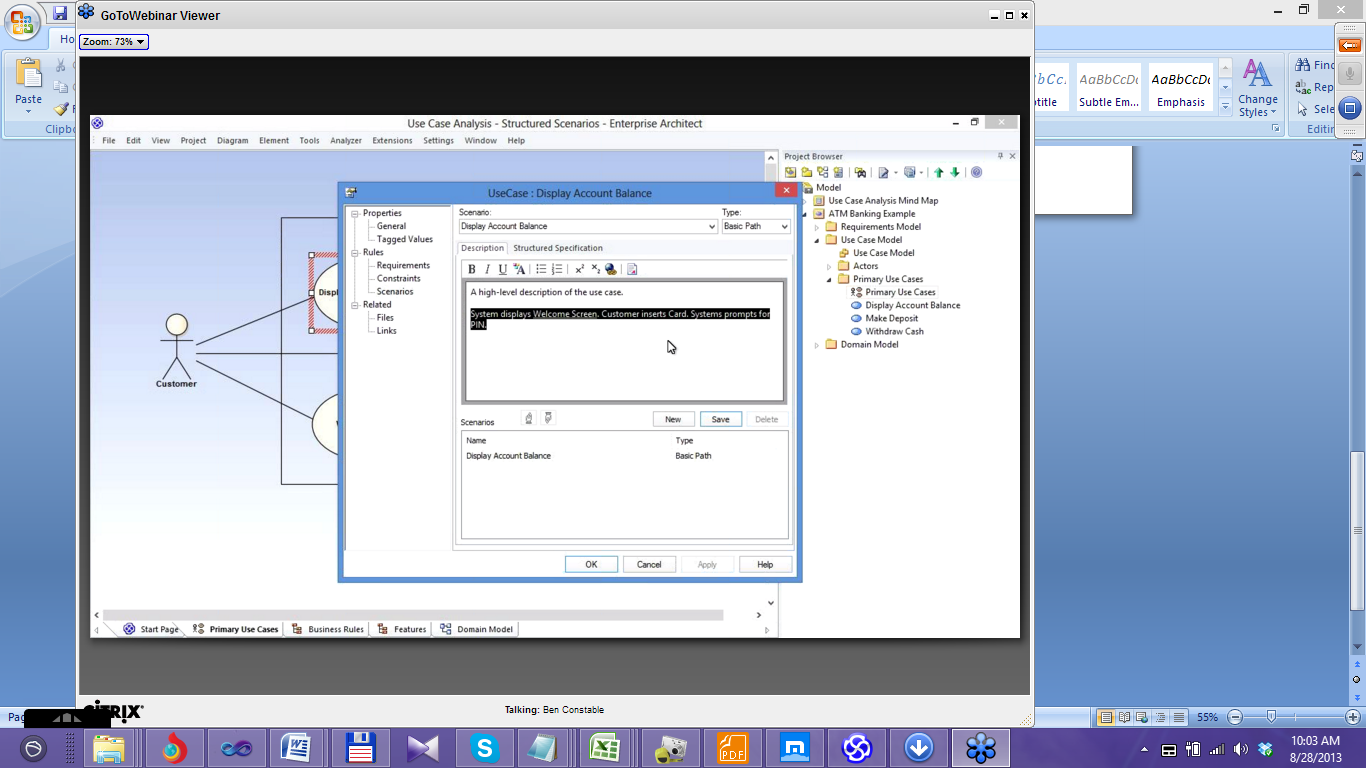 GoToWebinar Viewer
Zoom: 73%
Paste
Subtle Em...
Emphasis
Change
Styles
AaBbCcDc
AaBbCcDc
Use Case Analysis - Structured Scenarios - Enterprise Architect
File Edit View Project Diagram Element Tools Analyzer Extensions Settings Window Help
Project Browser
Model
Use Case Analysis Mind Map
ATM Banking Example
Requirements Model
Use Case Model
Use Case Model
Actors
Primary Use Cases
Primary Use Cases
Display Account Balance
Make Deposit
Withdraw Cash
Domain Model
Customer
UseCase : Display Account Balance
Properties
General
Tagged Values
Rules
Requirements
Constraints
Scenarios
Related
Files
Links
Scenario:
Type:
Display Account Balance
Basic Path
Description
Structured Specification
B I U A x² x₂
A high-level description of the use case.
System displays Welcome Screen. Customer inserts Card. Systems prompts for
PIN.
Scenarios
New
Save
Delete
Name
Type
Display Account Balance
Basic Path
OK
Cancel
Apply
Help
Start Page
Primary Use Cases
Business Rules
Features
Domain Model
Talking: Ben Constable
55%
PDF
10:03 AM
8/28/2013